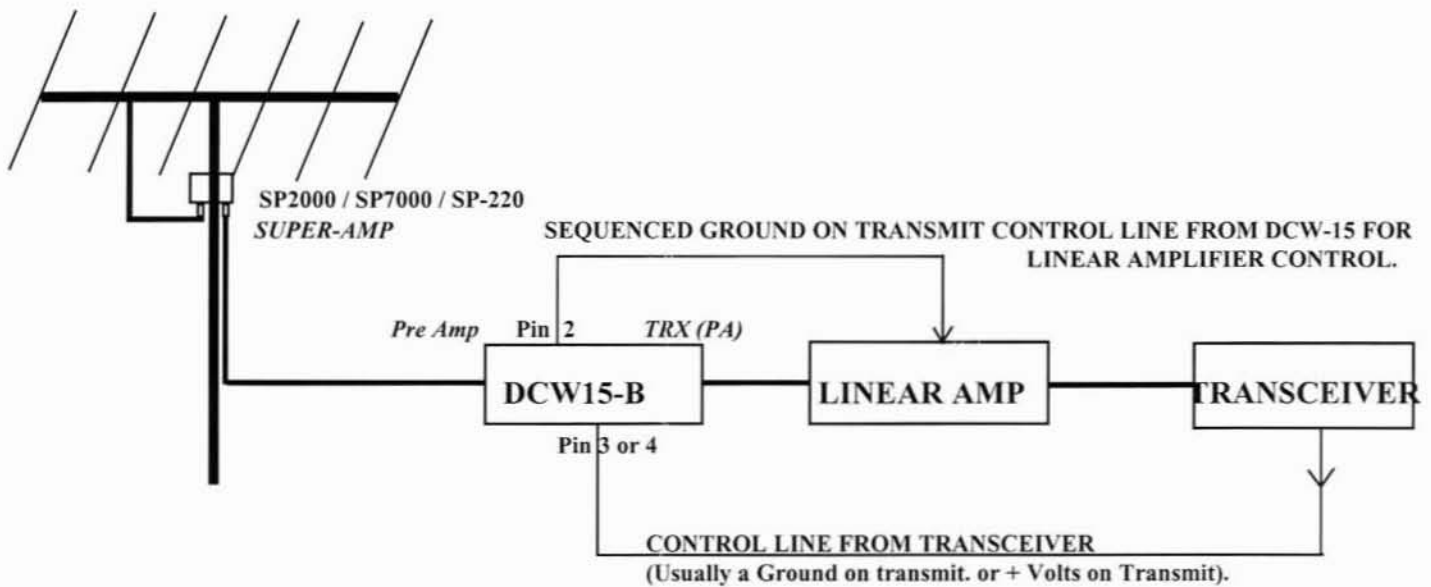 SP2000 / SP7000 / SP-220
SUPER-AMP
SEQUENCED GROUND ON TRANSMIT CONTROL LINE FROM DCW-15 FOR
LINEAR AMPLIFIER CONTROL.
Pre Amp
Pin 2
TRX (PA)
DCW15-B
LINEAR AMP
TRANSCEIVER
Pin 3 or 4
CONTROL LINE FROM TRANSCEIVER
(Usually a Ground on transmit. or + Volts on Transmit).